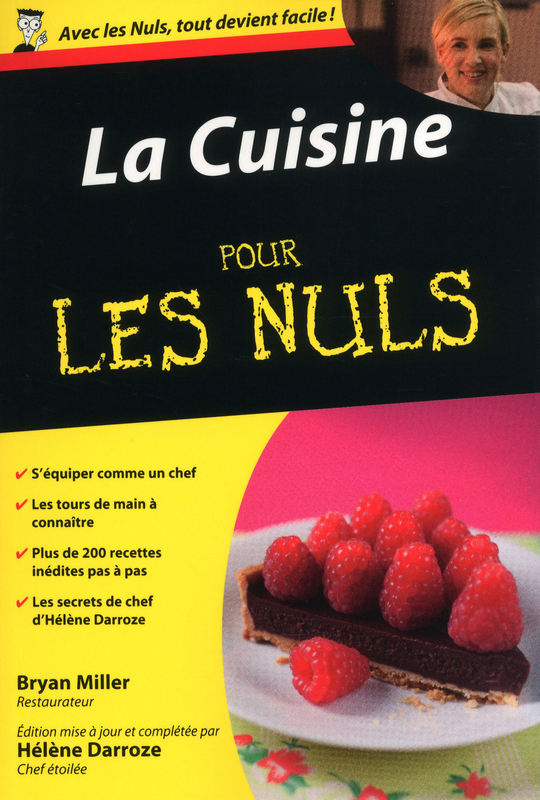 Avec les Nuls, tout devient facile !
La Cuisine
POUR
LES NULS
✔ S'équiper comme un chef
✔ Les tours de main à
connaître
✔ Plus de 200 recettes
inédites pas à pas
✔ Les secrets de chef
d'Hélène Darroze
Bryan Miller
Restaurateur
Édition mise à jour et complétée par
Hélène Darroze
Chef étoilée